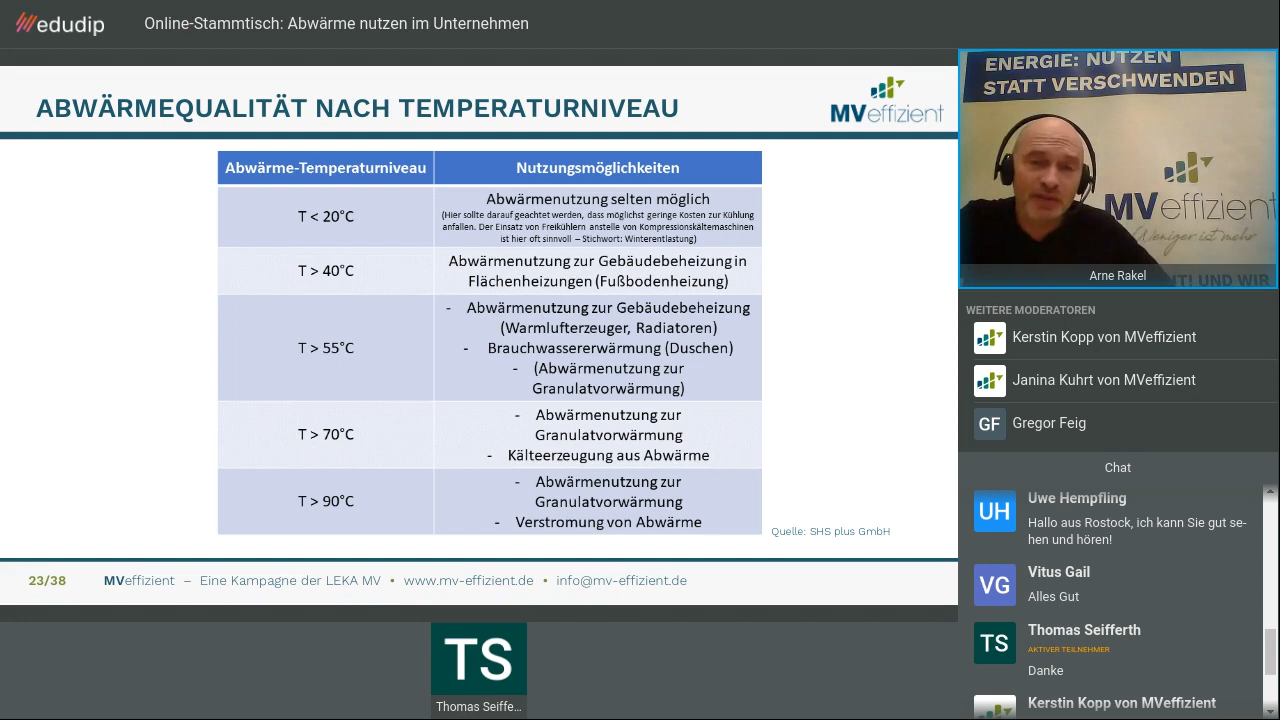 edudip
Online-Stammtisch: Abwärme nutzen im Unternehmen
ABWÄRMEQUALITÄT NACH TEMPERATURNIVEAU
MVeffizient
Abwärme-Temperaturniveau
Nutzungsmöglichkeiten
T < 20°C
Abwärmenutzung selten möglich
(Hier sollte darauf geachtet werden, dass möglichst geringe Kosten zur Kühlung
anfallen. Der Einsatz von Freikühlern anstelle von Kompressionskältemaschinen
ist hier oft sinnvoll – Stichwort: Winterentlastung)
T > 40°C
Abwärmenutzung zur Gebäudebeheizung in
Flächenheizungen (Fußbodenheizung)
T > 55°C
- Abwärmenutzung zur Gebäudebeheizung
(Warmlufterzeuger, Radiatoren)
- Brauchwassererwärmung (Duschen)
- (Abwärmenutzung zur
Granulatvorwärmung)
T > 70°C
- Abwärmenutzung zur
Granulatvorwärmung
- Kälteerzeugung aus Abwärme
T > 90°C
- Abwärmenutzung zur
Granulatvorwärmung
- Verstromung von Abwärme
Quelle: SHS plus GmbH
23/38 MVeffizient – Eine Kampagne der LEKA MV • www.mv-effizient.de • info@mv-effizient.de
TS
Thomas Seiffe...
ENERGIE: NUTZEN
STATT VERSCHWENDEN
MVeffizient
Weniger ist mehr
T! UND WIR
Arne Rakel
WEITERE MODERATOREN
Kerstin Kopp von MVeffizient
Janina Kuhrt von MVeffizient
GF Gregor Feig
Chat
UH Uwe Hempfling
Hallo aus Rostock, ich kann Sie gut se-
hen und hören!
VG Vitus Gail
Alles Gut
TS Thomas Seifferth
AKTIVER TEILNEHMER
Danke
Kerstin Kopp von MVeffizient